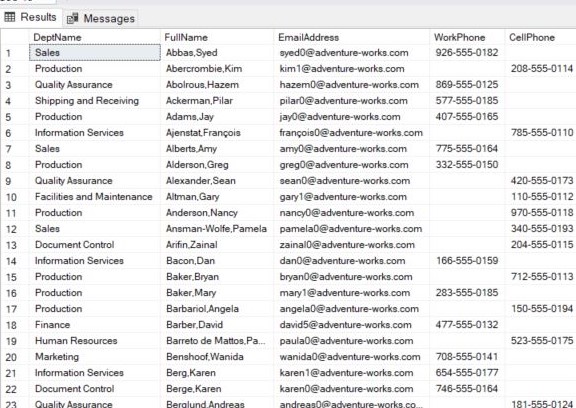 Results Messages
DeptName FullName EmailAddress WorkPhone CellPhone
1 Sales Abbas,Syed syed0@adventure-works.com 926-555-0182
2 Production Abercrombie,Kim kim1@adventure-works.com 208-555-0114
3 Quality Assurance Abolrous,Hazem hazem0@adventure-works.com 869-555-0125
4 Shipping and Receiving Ackerman,Pilar pilar0@adventure-works.com 577-555-0185
5 Production Adams,Jay jay0@adventure-works.com 407-555-0165
6 Information Services Ajenstat,François françois0@adventure-works.com 785-555-0110
7 Sales Alberts,Amy amy0@adventure-works.com 775-555-0164
8 Production Alderson,Greg greg0@adventure-works.com 332-555-0150
9 Quality Assurance Alexander,Sean sean0@adventure-works.com 420-555-0173
10 Facilities and Maintenance Altman,Gary gary1@adventure-works.com 110-555-0112
11 Production Anderson,Nancy nancy0@adventure-works.com 970-555-0118
12 Sales Ansman-Wolfe,Pamela pamela0@adventure-works.com 340-555-0193
13 Document Control Arifin,Zainal zainal0@adventure-works.com 204-555-0115
14 Information Services Bacon,Dan dan0@adventure-works.com 166-555-0159
15 Production Baker,Bryan bryan0@adventure-works.com 712-555-0113
16 Production Baker,Mary mary1@adventure-works.com 283-555-0185
17 Production Barbariol,Angela angela0@adventure-works.com 150-555-0194
18 Finance Barber,David david5@adventure-works.com 477-555-0132
19 Human Resources Barreto de Mattos,Pa... paula0@adventure-works.com 523-555-0175
20 Marketing Benshoof,Wanida wanida0@adventure-works.com 708-555-0141
21 Information Services Berg,Karen karen1@adventure-works.com 654-555-0177
22 Document Control Berge,Karen karen0@adventure-works.com 746-555-0164
23 Quality Assurance Berglund,Andreas andreas0@adventure-works.co... 181-555-0124